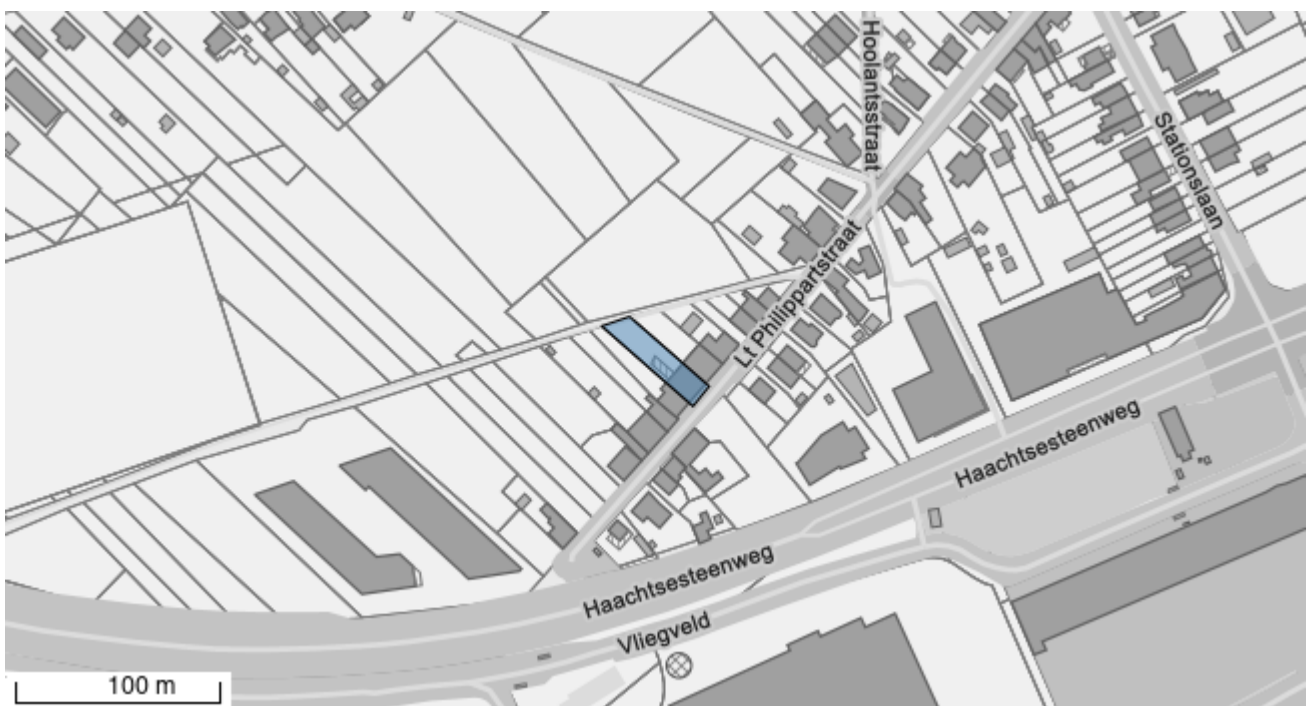 Hoolantsstraat
Stationslaan
Lt Philippartstraat
Haachtsesteenweg
Haachtsesteenweg
Vliegveld
100 m